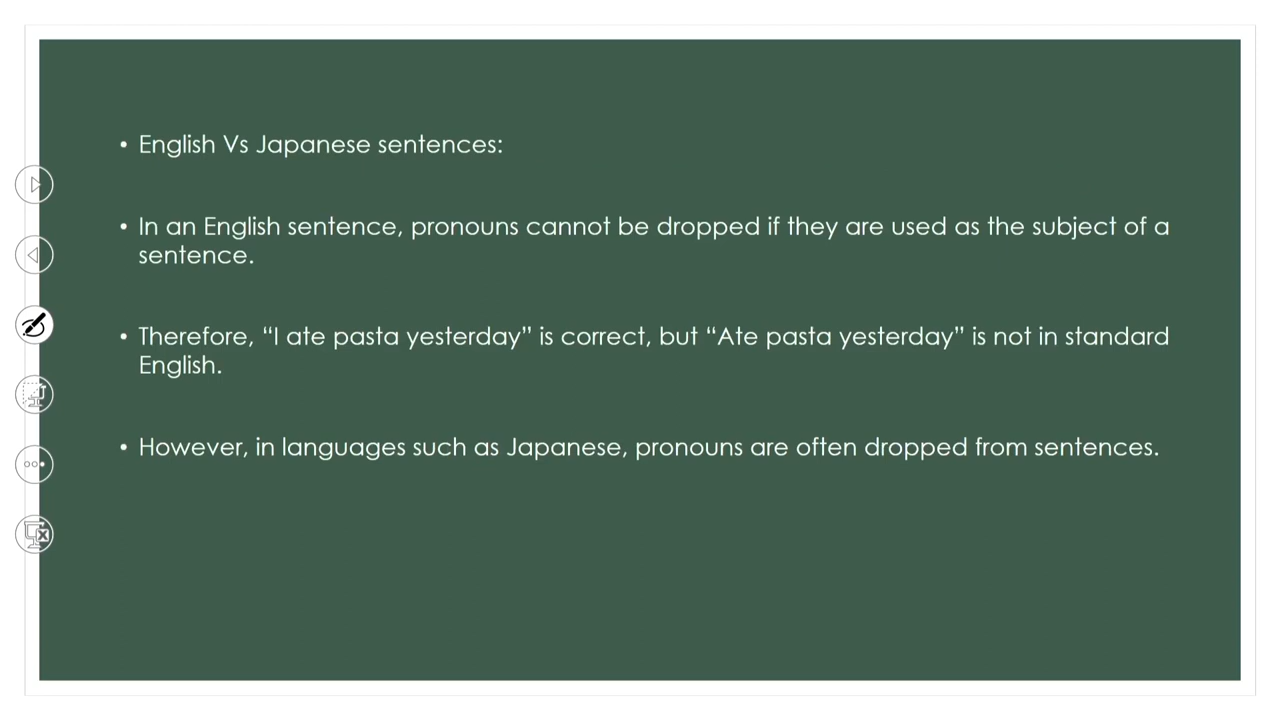 • English Vs Japanese sentences:
• In an English sentence, pronouns cannot be dropped if they are used as the subject of a
sentence.
• Therefore, “I ate pasta yesterday” is correct, but “Ate pasta yesterday” is not in standard
English.
• However, in languages such as Japanese, pronouns are often dropped from sentences.